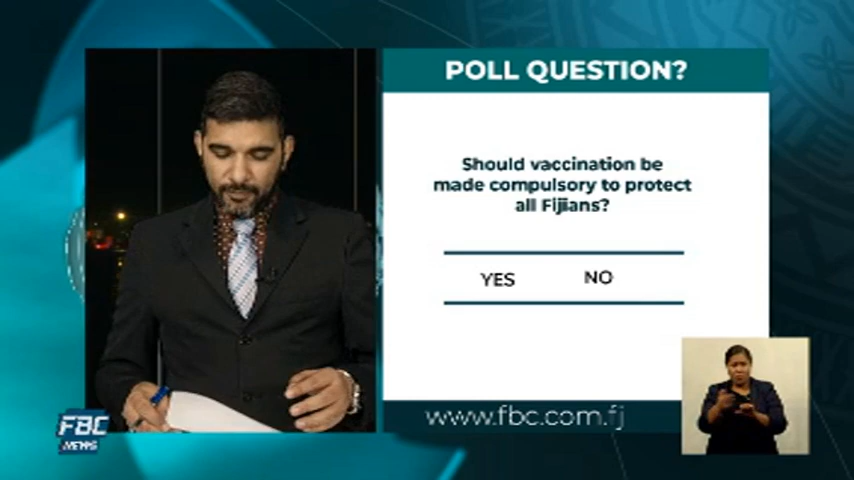 POLL QUESTION?
Should vaccination be
made compulsory to protect
all Fijians?
YES NO
www.fbc.com.fj
FBC
NEWS